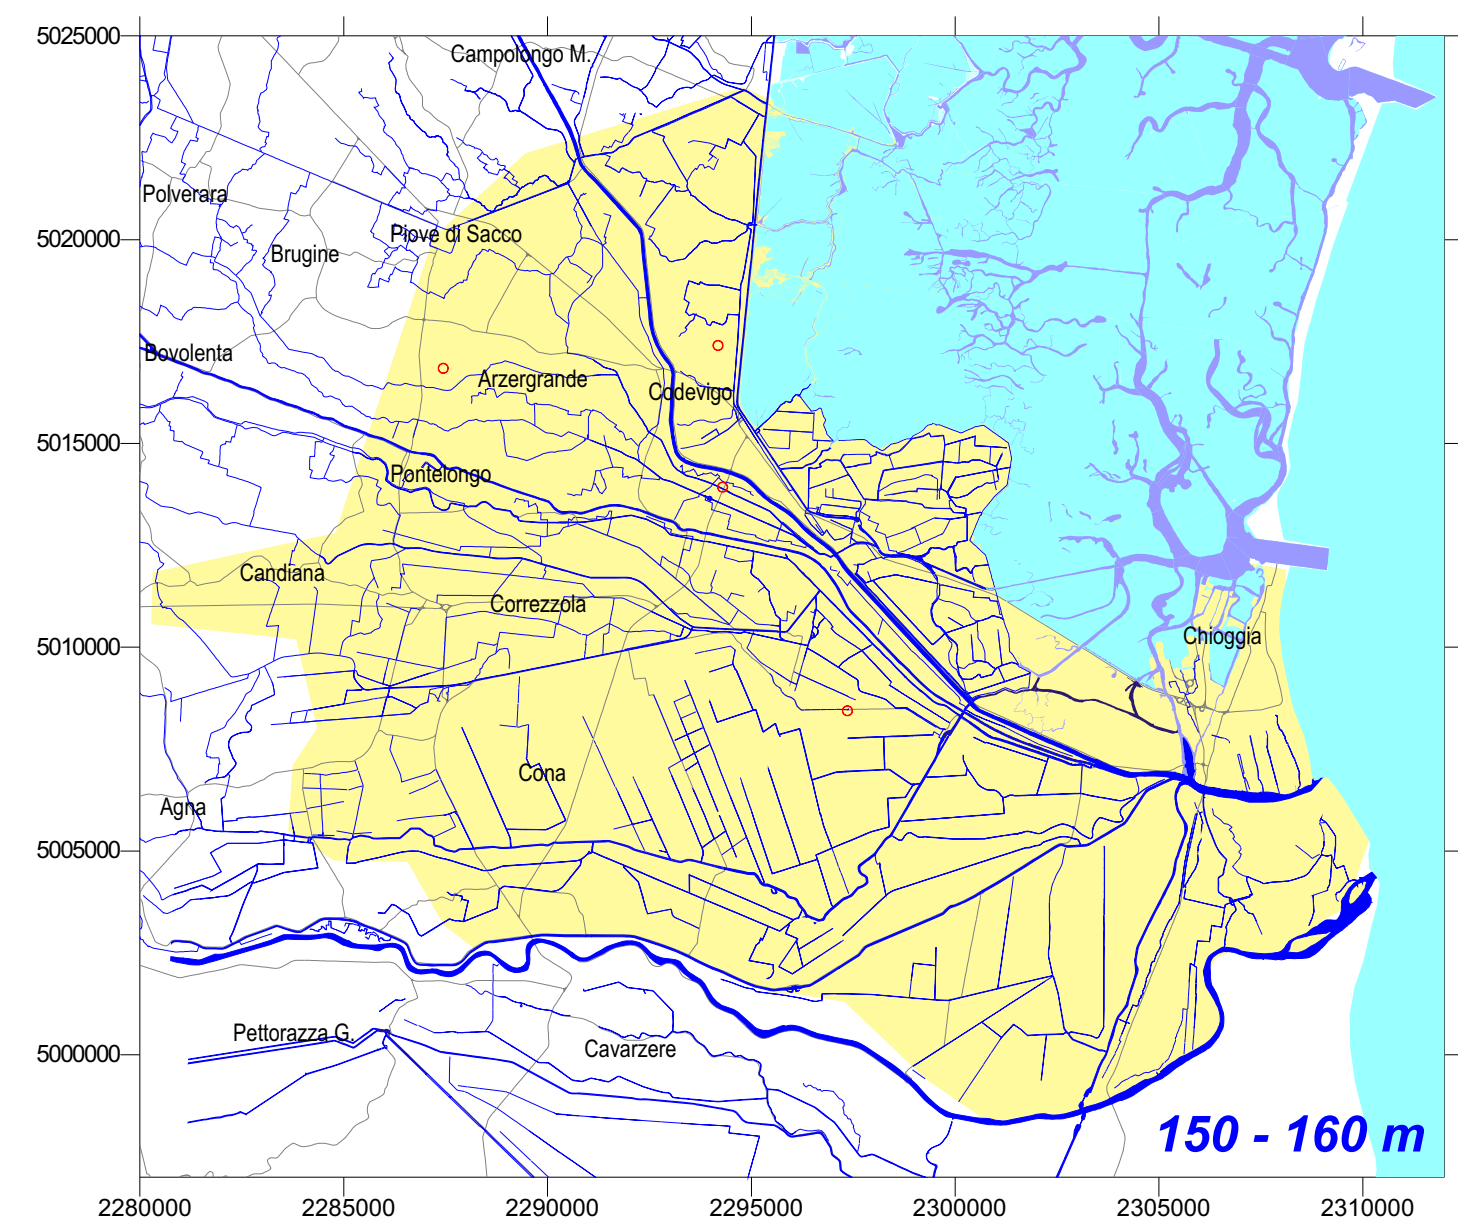 5025000
Campolongo M.
Polverara
Piove di Sacco
5020000
Brugine
Bovolenta
Arzergrande
Codevigo
5015000
Pontelongo
Candiana
Correzzola
Chioggia
5010000
Cona
Agna
5005000
Pettorazza G.
Cavarzere
5000000
150 - 160 m
2280000 2285000 2290000 2295000 2300000 2305000 2310000